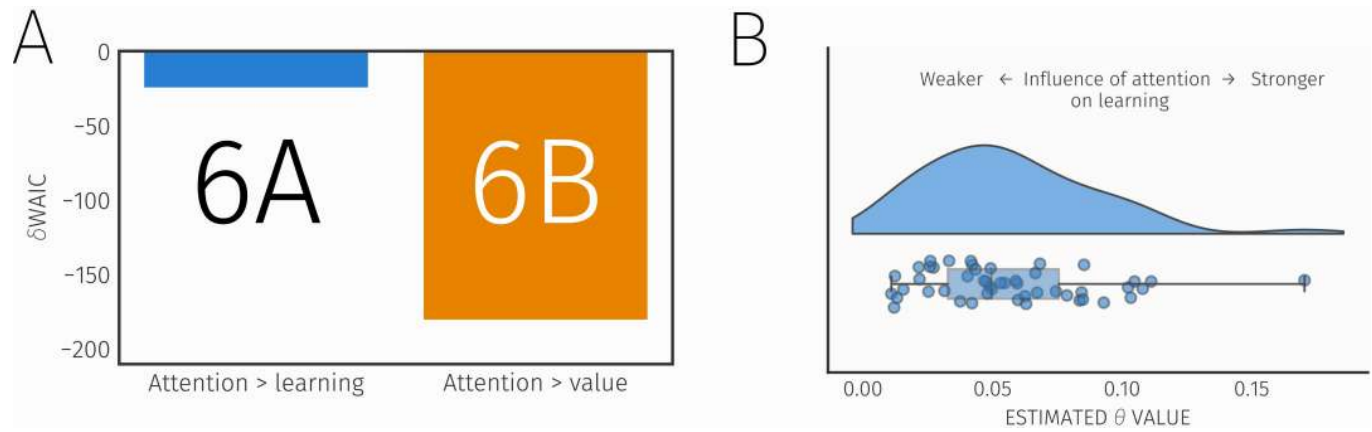 A
0
−50
−100
−150
−200
δWAIC
6A
6B
Attention > learning
Attention > value
B
Weaker ← Influence of attention → Stronger
on learning
0.00 0.05 0.10 0.15
ESTIMATED θ VALUE